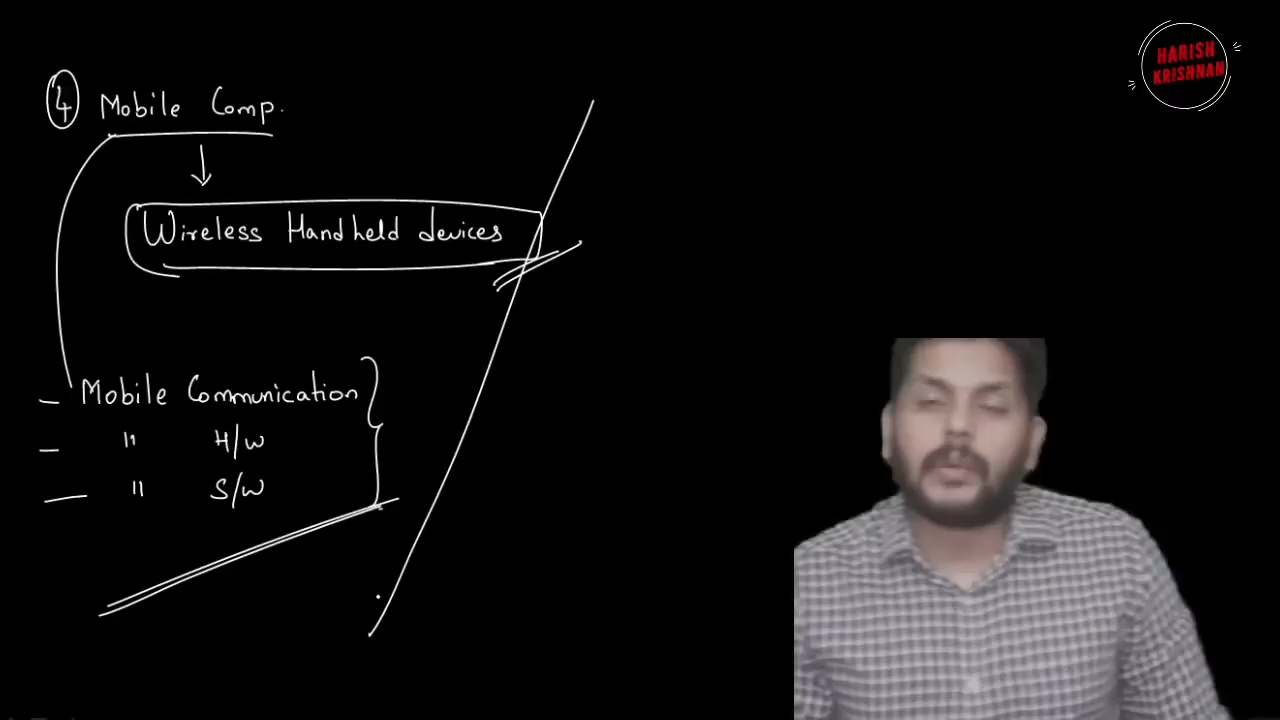 ④ Mobile Comp.
↓
Wireless Handheld devices
– Mobile Communication
– " H/W
— " S/W
HARISH
KRISHNAN